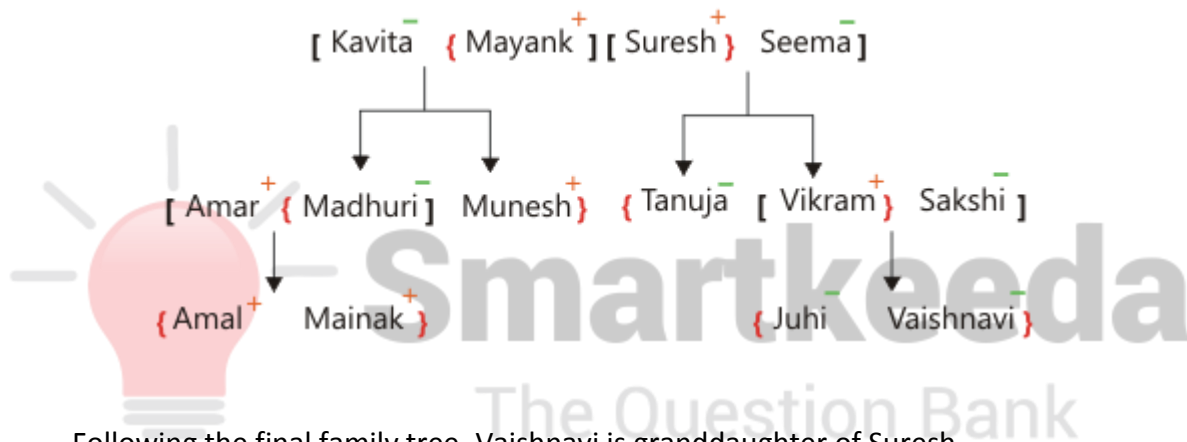 [ Kavita⁻ { Mayank⁺ ] [ Suresh⁺ } Seema⁻ ]
[ Amar⁺ { Madhuri⁻ ] Munesh⁺ } { Tanuja⁻ [ Vikram⁺ } Sakshi⁻ ]
{ Amal⁺ Mainak⁺ } { Juhi⁻ Vaishnavi⁻ }
Smartkeeda
The Question Bank
Following the final family tree, Vaishnavi is granddaughter of Suresh